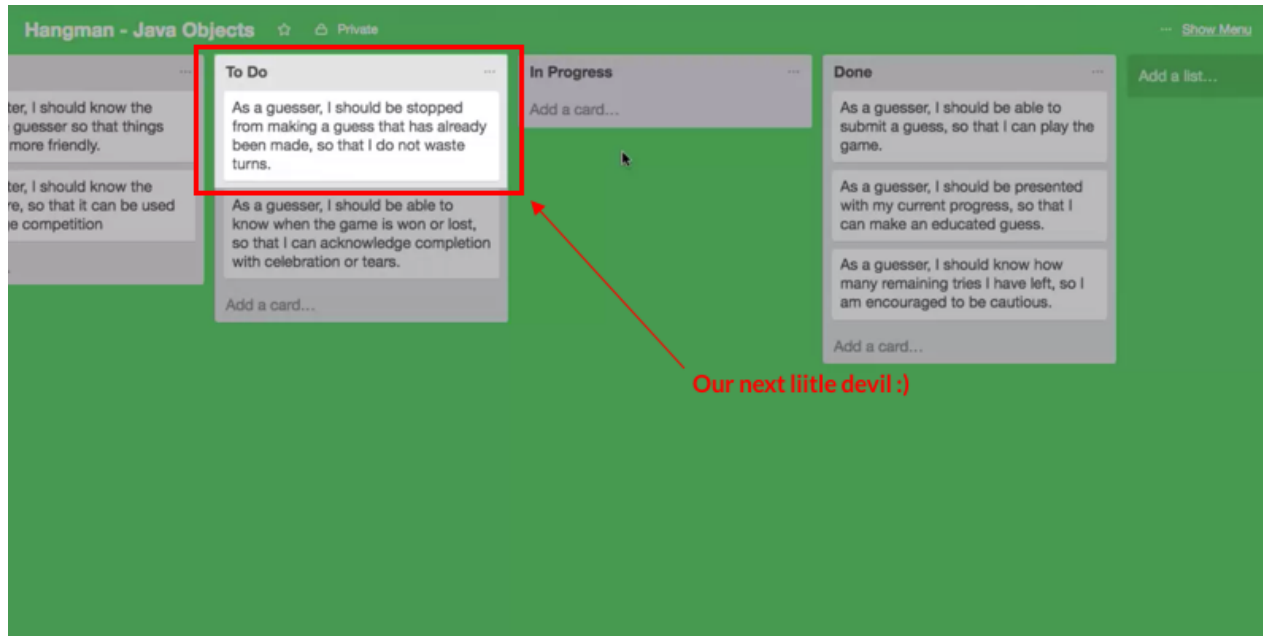 Hangman - Java Objects
Private
... Show Menu
ter, I should know the
guesser so that things
more friendly.
ter, I should know the
re, so that it can be used
e competition
To Do
As a guesser, I should be stopped
from making a guess that has already
been made, so that I do not waste
turns.
As a guesser, I should be able to
know when the game is won or lost,
so that I can acknowledge completion
with celebration or tears.
Add a card...
In Progress
Add a card...
Done
As a guesser, I should be able to
submit a guess, so that I can play the
game.
As a guesser, I should be presented
with my current progress, so that I
can make an educated guess.
As a guesser, I should know how
many remaining tries I have left, so I
am encouraged to be cautious.
Add a card...
Add a list...
Our next liitle devil :)